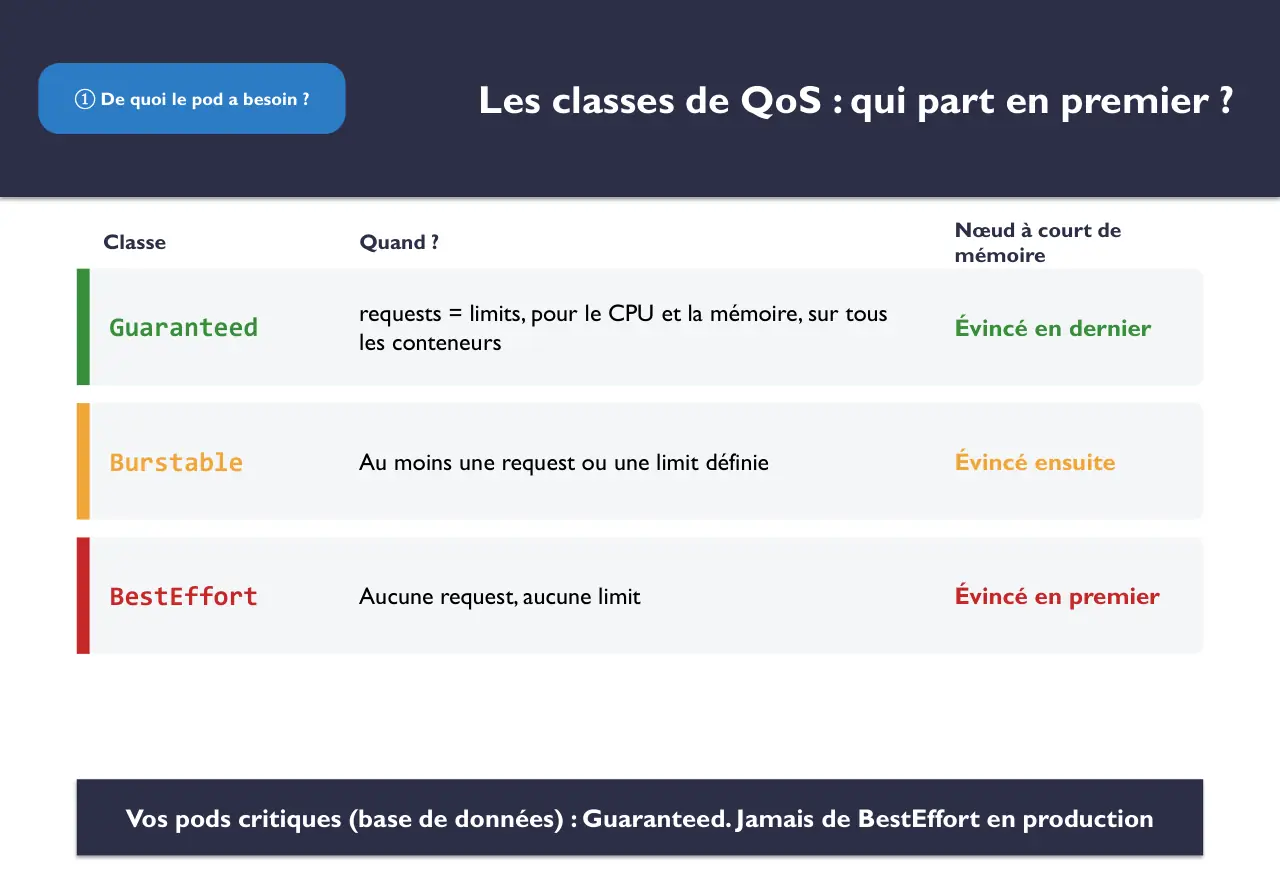 ① De quoi le pod a besoin ?
Les classes de QoS : qui part en premier ?
Classe
Quand ?
Nœud à court de
mémoire
Guaranteed
requests = limits, pour le CPU et la mémoire, sur tous
les conteneurs
Évincé en dernier
Burstable
Au moins une request ou une limit définie
Évincé ensuite
BestEffort
Aucune request, aucune limit
Évincé en premier
Vos pods critiques (base de données) : Guaranteed. Jamais de BestEffort en production